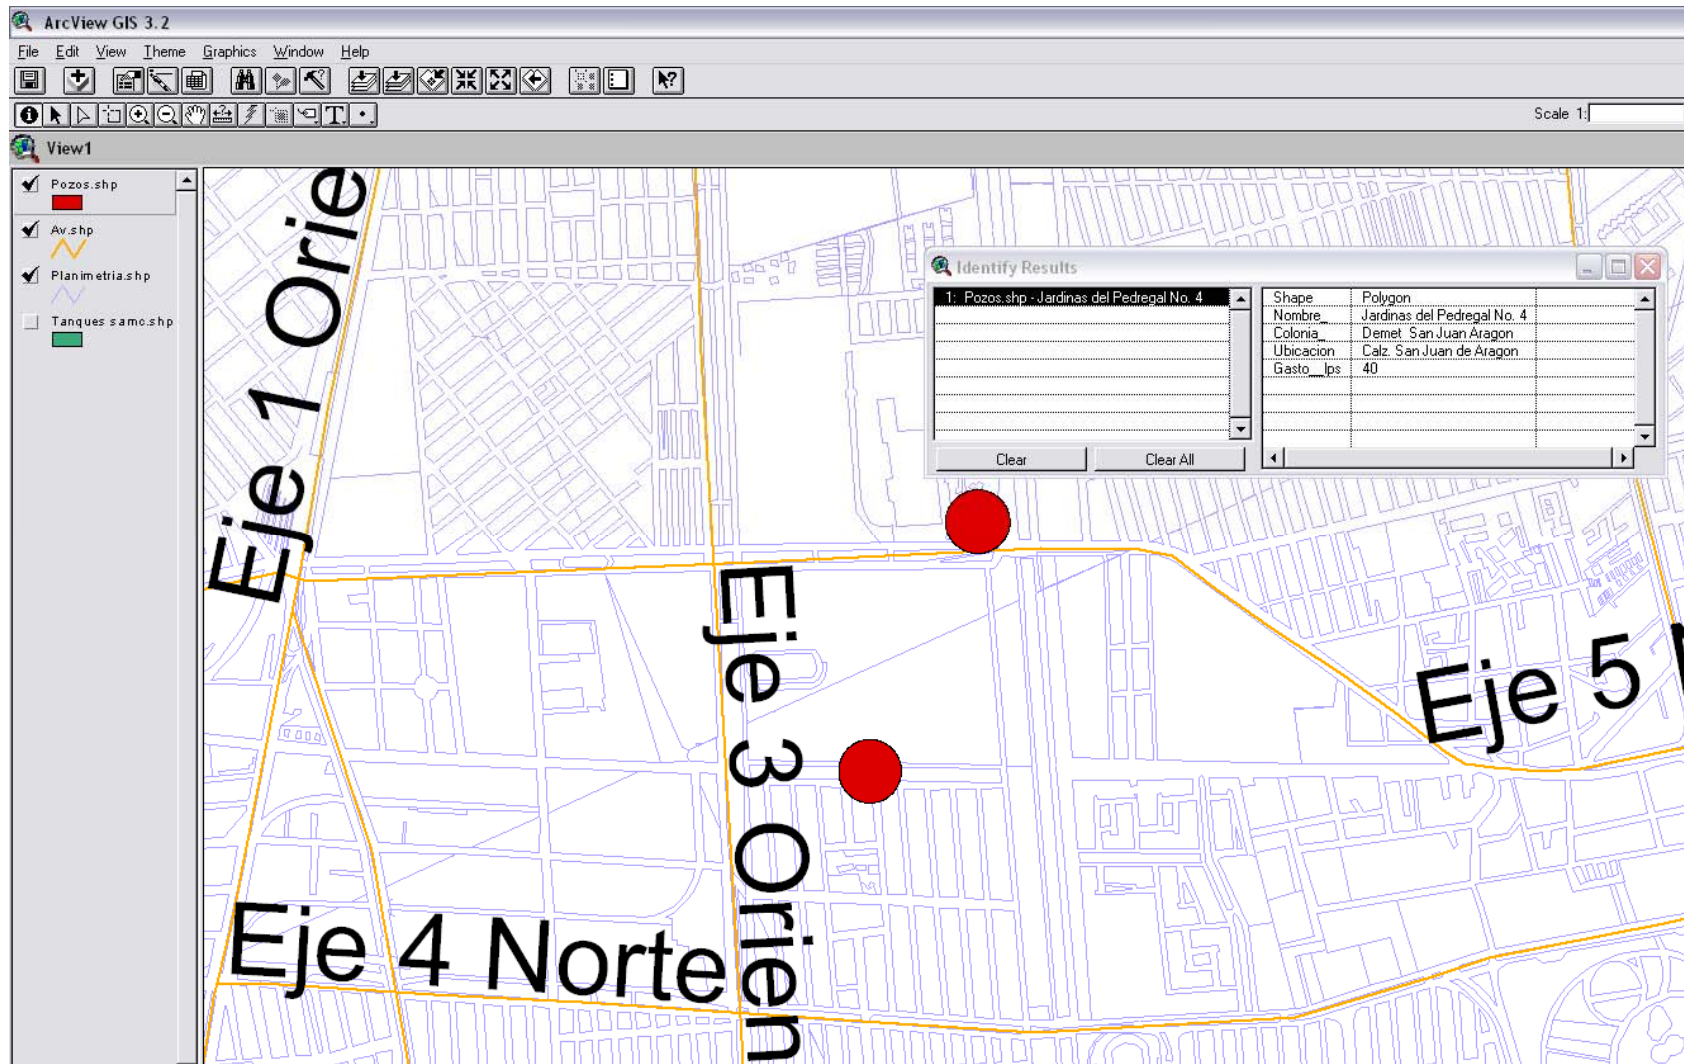 ArcView GIS 3.2
File Edit View Theme Graphics Window Help
Scale 1:
View1
Pozos.shp
Av.shp
Planimetria.shp
Tanques samc.shp
Identify Results
1: Pozos.shp - Jardinas del Pedregal No. 4
Shape Polygon
Nombre_ Jardinas del Pedregal No. 4
Colonia_ Demet San Juan Aragon
Ubicacion Calz. San Juan de Aragon
Gasto__lps 40
Clear Clear All
Eje 1 Orie
Eje 3 Orien
Eje 5 N
Eje 4 Norte